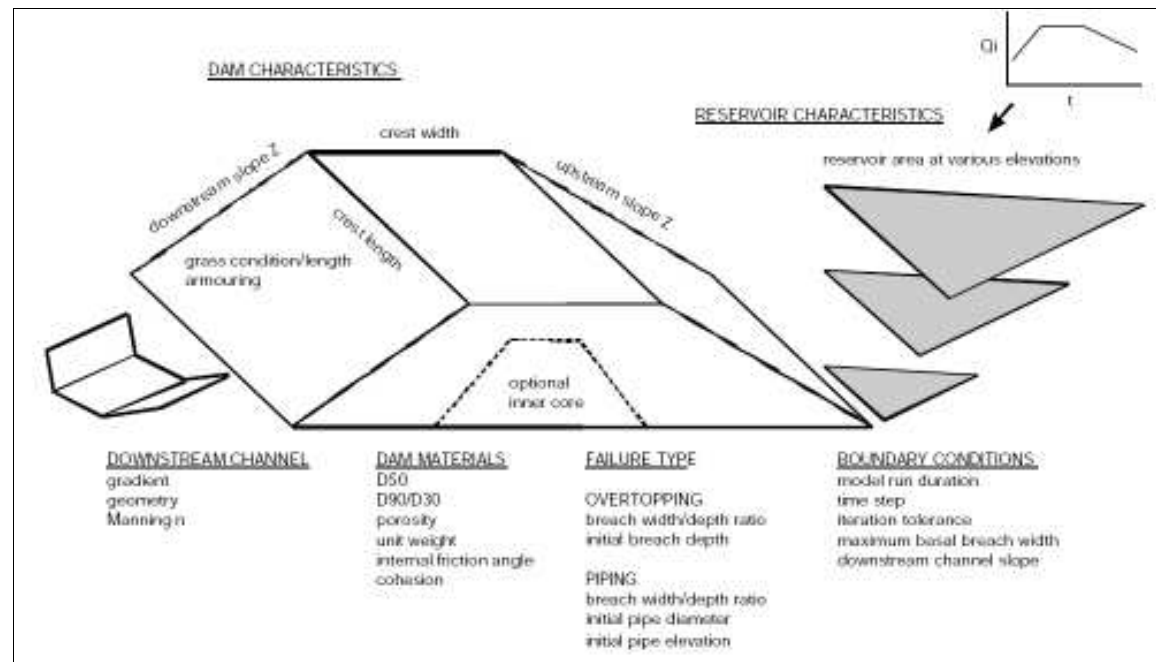 DAM CHARACTERISTICS
Qi
t
RESERVOIR CHARACTERISTICS
crest width
reservoir area at various elevations
downstream slope Z
upstream slope Z
crest length
grass condition/length
armouring
optional
inner core
DOWNSTREAM CHANNEL
gradient
geometry
Manning n
DAM MATERIALS
D50
D90/D30
porosity
unit weight
internal friction angle
cohesion
FAILURE TYPE
OVERTOPPING
breach width/depth ratio
initial breach depth
PIPING
breach width/depth ratio
initial pipe diameter
initial pipe elevation
BOUNDARY CONDITIONS
model run duration
time step
iteration tolerance
maximum basal breach width
downstream channel slope